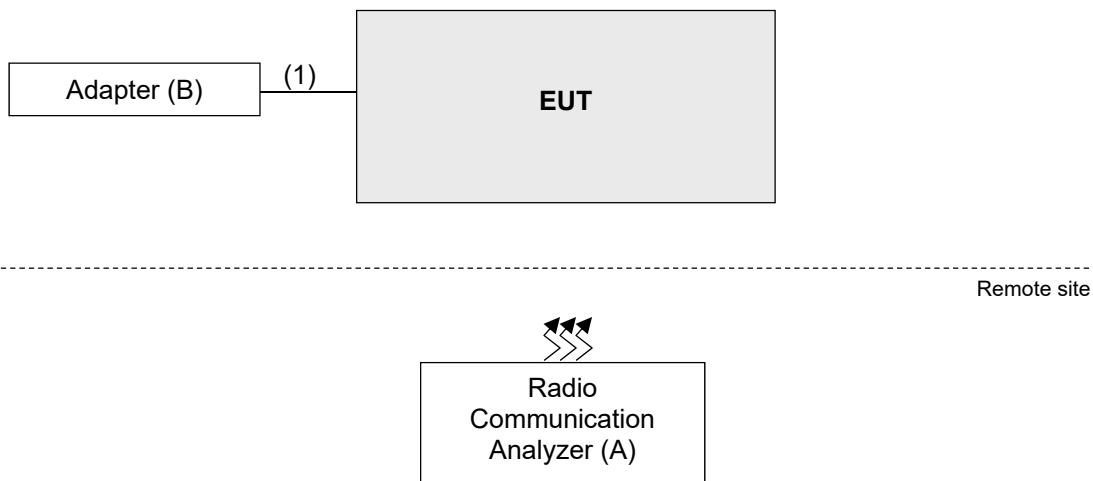 Adapter (B)
(1)
EUT
Remote site
Radio
Communication
Analyzer (A)